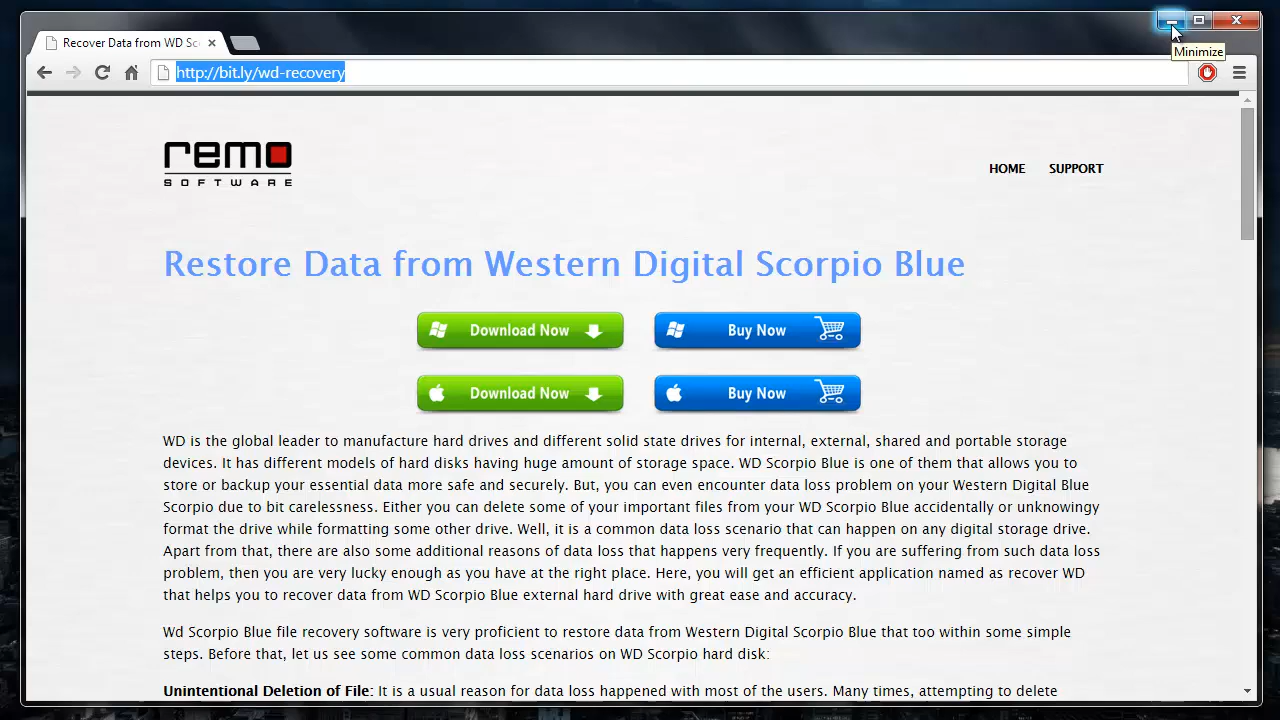 Recover Data from WD Sc
http://bit.ly/wd-recovery
Minimize
remo
SOFTWARE
HOME SUPPORT
Restore Data from Western Digital Scorpio Blue
Download Now Buy Now
Download Now Buy Now
WD is the global leader to manufacture hard drives and different solid state drives for internal, external, shared and portable storage
devices. It has different models of hard disks having huge amount of storage space. WD Scorpio Blue is one of them that allows you to
store or backup your essential data more safe and securely. But, you can even encounter data loss problem on your Western Digital Blue
Scorpio due to bit carelessness. Either you can delete some of your important files from your WD Scorpio Blue accidentally or unknowingy
format the drive while formatting some other drive. Well, it is a common data loss scenario that can happen on any digital storage drive.
Apart from that, there are also some additional reasons of data loss that happens very frequently. If you are suffering from such data loss
problem, then you are very lucky enough as you have at the right place. Here, you will get an efficient application named as recover WD
that helps you to recover data from WD Scorpio Blue external hard drive with great ease and accuracy.
Wd Scorpio Blue file recovery software is very proficient to restore data from Western Digital Scorpio Blue that too within some simple
steps. Before that, let us see some common data loss scenarios on WD Scorpio hard disk:
Unintentional Deletion of File: It is a usual reason for data loss happened with most of the users. Many times, attempting to delete